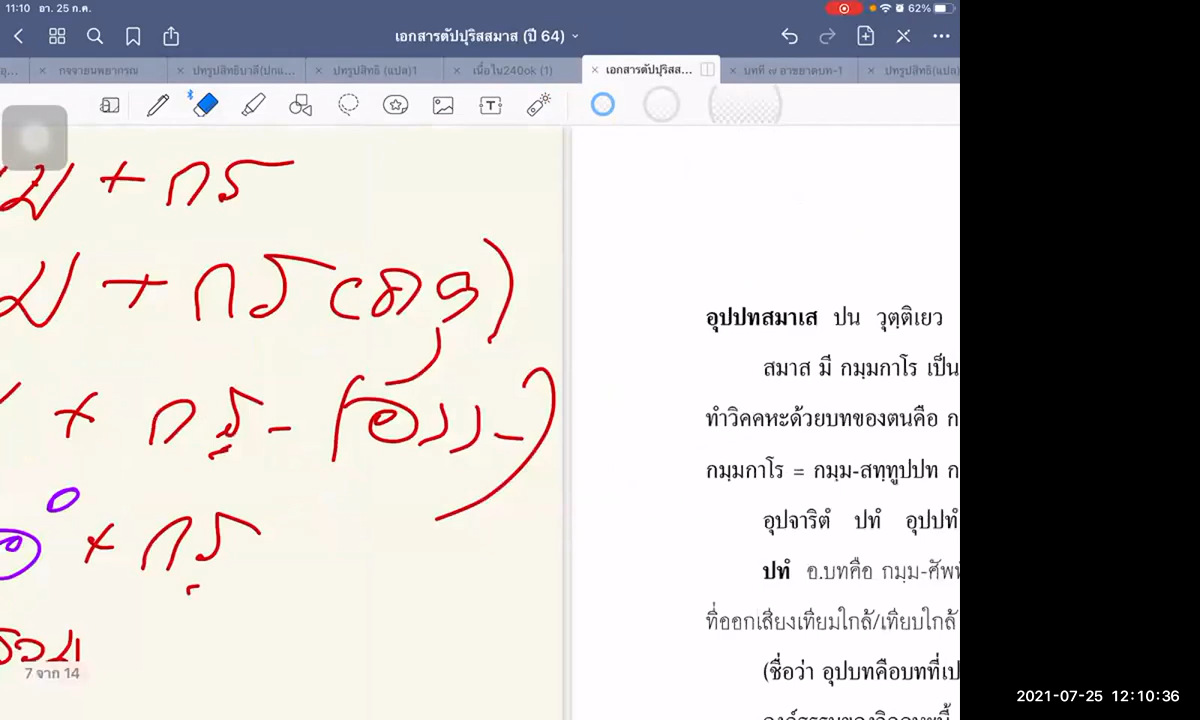 11:10 อา. 25 ก.ค.
62%
เอกสารตัปปุริสสมาส (ปี 64)
กจจายนพยากรณ
ปทรูปสิทธิบาลี(ปกแ...
ปทรูปสิทธิ (แปล)1
เนื่อไน240ok (1)
เอกสารตัปปุริสส...
บทที่ ๗ อาขยาตบท-1
ปทรูปสิทธิ(แปล
+ กร
+ กร
+ กรฺ
+ กรฺ
7 จาก 14
อุปปทสมาเส ปน วุตฺติเยว
สมาส มี กมฺมกาโร เป็น
ทำวิคคหะด้วยบทของตนคือ ก
กมฺมกาโร = กมฺม-สทฺทูปปท ก
อุปจาริตํ ปทํ อุปปทํ
ปทํ อ.บทคือ กมฺม-ศัพท์
ที่ออกเสียงเทียมใกล้/เทียบใกล้
(ชื่อว่า อุปบทคือบทที่เป
2021-07-25 12:10:36